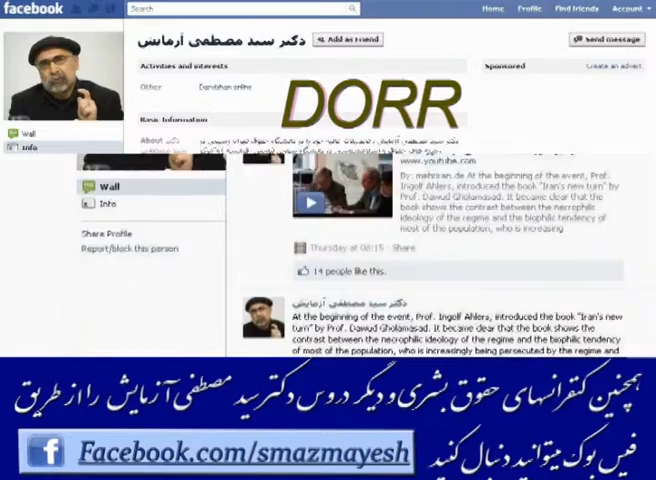 facebook
Search
Home Profile Find friends Account
دکتر سید مصطفی آزمایش
Add as Friend
Send message
Activities and interests
Sponsored
Create an advert
Other Darvishan online
DORR
Basic Information
Wall
Info
www.youtube.com
By: mehriran.de At the beginning of the event, Prof.
Ingolf Ahlers, introduced the book "Iran's new turn" by
Prof. Dawud Gholamasad. It became clear that the
book shows the contrast between the necrophilic
ideology of the regime and the biophilic tendency of
most of the population, who is increasing
Wall
Info
Share Profile
Report/block this person
Thursday at 08:15 · Share
14 people like this.
دکتر سید مصطفی آزمایش
At the beginning of the event, Prof. Ingolf Ahlers, introduced the book "Iran's new
turn" by Prof. Dawud Gholamasad. It became clear that the book shows the
contrast between the necrophilic ideology of the regime and the biophilic tendency
of most of the population, who is increasingly being persecuted by the regime and
همچنین کنفرانسهای حقوق بشری و دیگر دروس دکتر سید مصطفی آزمایش را از طریق
فیس بوک میتوانید دنبال کنید
Facebook.com/smazmayesh